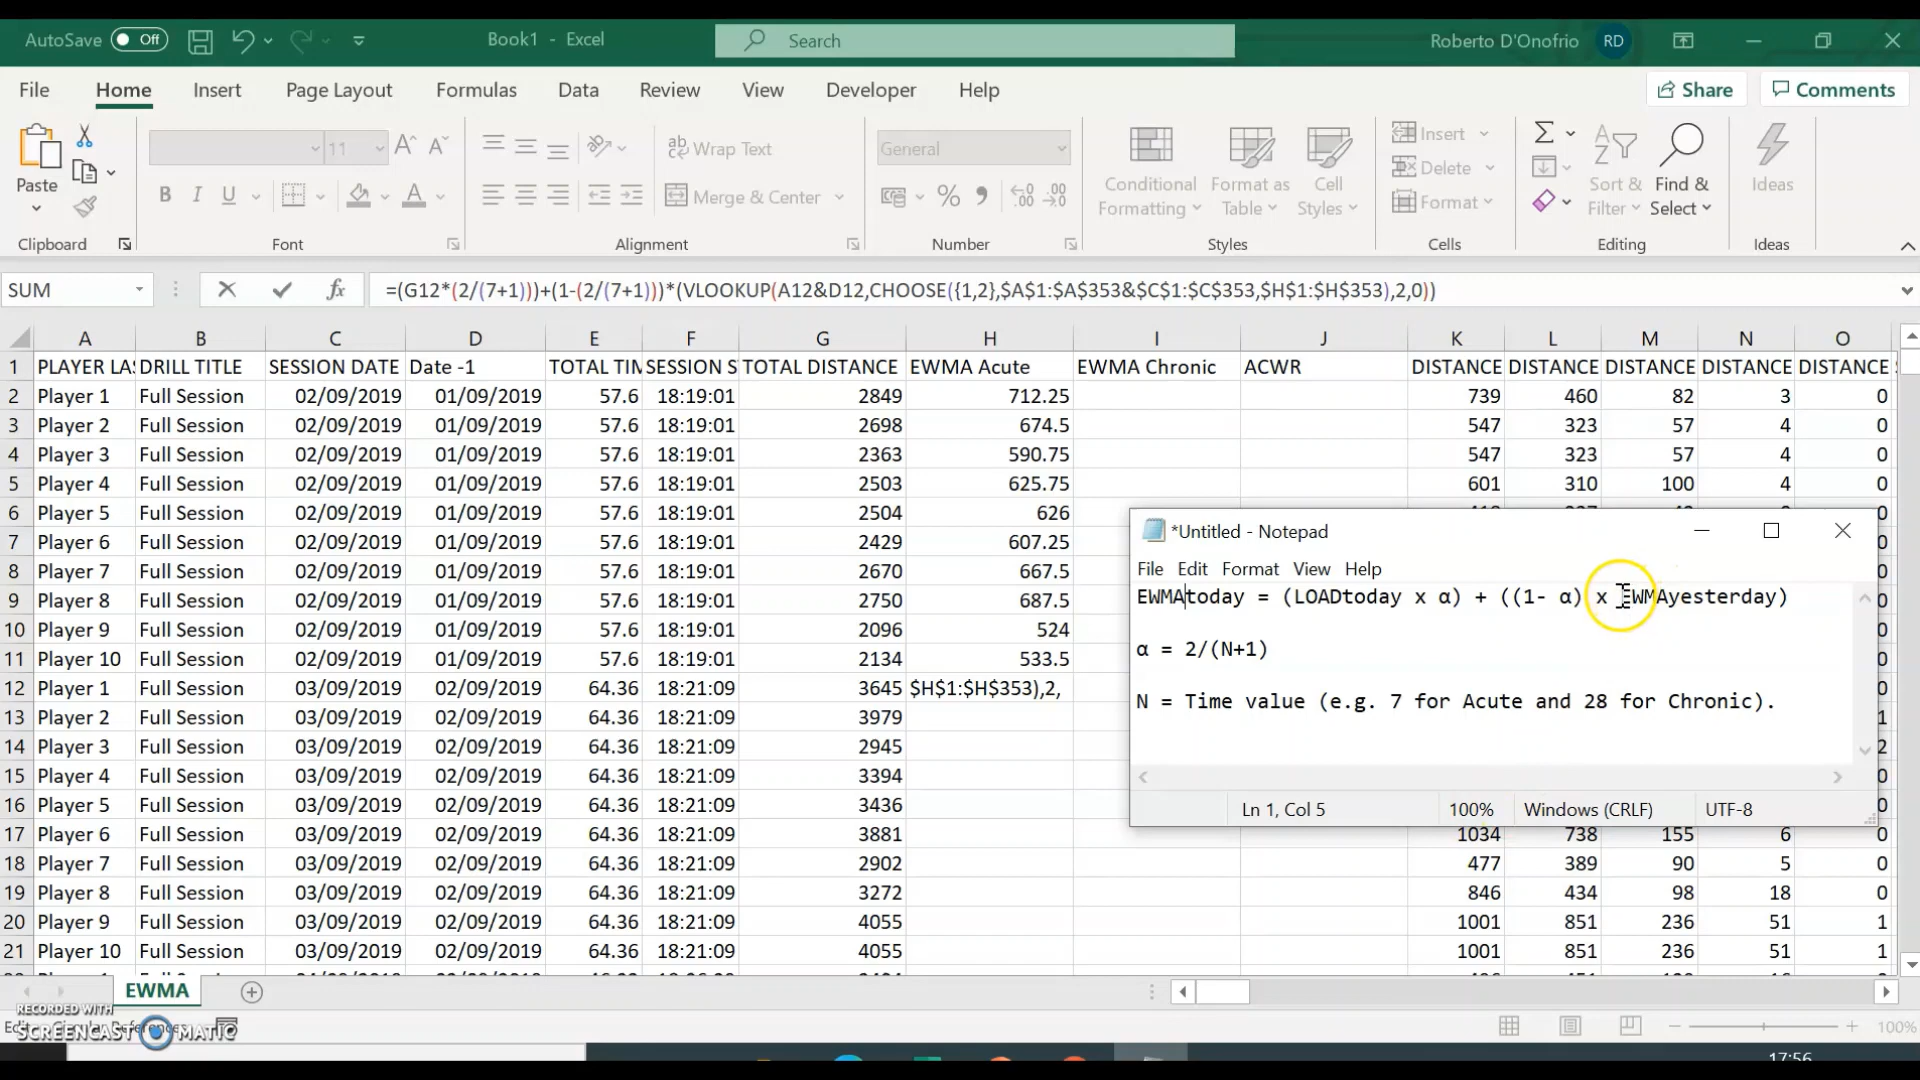 AutoSave Off Book1 - Excel Search Roberto D'Onofrio RD
File Home Insert Page Layout Formulas Data Review View Developer Help Share Comments
Paste 11 Wrap Text General Conditional Formatting Format as Table Cell Styles Insert Sort & Filter Find & Select Ideas
B I U Merge & Center Delete
Format
Clipboard Font Alignment Number Styles Cells Editing Ideas
SUM =(G12*(2/(7+1)))+(1-(2/(7+1)))*(VLOOKUP(A12&D12,CHOOSE({1,2},$A$1:$A$353&$C$1:$C$353,$H$1:$H$353),2,0))
A B C D E F G H I J K L M N O
1 PLAYER LAS DRILL TITLE SESSION DATE Date -1 TOTAL TIM SESSION S TOTAL DISTANCE EWMA Acute EWMA Chronic ACWR DISTANCE DISTANCE DISTANCE DISTANCE DISTANCE
2 Player 1 Full Session 02/09/2019 01/09/2019 57.6 18:19:01 2849 712.25 739 460 82 3 0
3 Player 2 Full Session 02/09/2019 01/09/2019 57.6 18:19:01 2698 674.5 547 323 57 4 0
4 Player 3 Full Session 02/09/2019 01/09/2019 57.6 18:19:01 2363 590.75 547 323 57 4 0
5 Player 4 Full Session 02/09/2019 01/09/2019 57.6 18:19:01 2503 625.75 601 310 100 4 0
6 Player 5 Full Session 02/09/2019 01/09/2019 57.6 18:19:01 2504 626 0
7 Player 6 Full Session 02/09/2019 01/09/2019 57.6 18:19:01 2429 607.25 0
8 Player 7 Full Session 02/09/2019 01/09/2019 57.6 18:19:01 2670 667.5 0
9 Player 8 Full Session 02/09/2019 01/09/2019 57.6 18:19:01 2750 687.5 0
10 Player 9 Full Session 02/09/2019 01/09/2019 57.6 18:19:01 2096 524 0
11 Player 10 Full Session 02/09/2019 01/09/2019 57.6 18:19:01 2134 533.5 0
12 Player 1 Full Session 03/09/2019 02/09/2019 64.36 18:21:09 3645 $H$1:$H$353),2, 0
13 Player 2 Full Session 03/09/2019 02/09/2019 64.36 18:21:09 3979 1
14 Player 3 Full Session 03/09/2019 02/09/2019 64.36 18:21:09 2945 2
15 Player 4 Full Session 03/09/2019 02/09/2019 64.36 18:21:09 3394 0
16 Player 5 Full Session 03/09/2019 02/09/2019 64.36 18:21:09 3436 0
17 Player 6 Full Session 03/09/2019 02/09/2019 64.36 18:21:09 3881 1034 738 155 6 0
18 Player 7 Full Session 03/09/2019 02/09/2019 64.36 18:21:09 2902 477 389 90 5 0
19 Player 8 Full Session 03/09/2019 02/09/2019 64.36 18:21:09 3272 846 434 98 18 0
20 Player 9 Full Session 03/09/2019 02/09/2019 64.36 18:21:09 4055 1001 851 236 51 1
21 Player 10 Full Session 03/09/2019 02/09/2019 64.36 18:21:09 4055 1001 851 236 51 1
*Untitled - Notepad
File Edit Format View Help
EWMAtoday = (LOADtoday x α) + ((1- α) x EWMAyesterday)
α = 2/(N+1)
N = Time value (e.g. 7 for Acute and 28 for Chronic).
Ln 1, Col 5 100% Windows (CRLF) UTF-8
EWMA
RECORDED WITH
SCREENCAST MATIC
100%
17:56